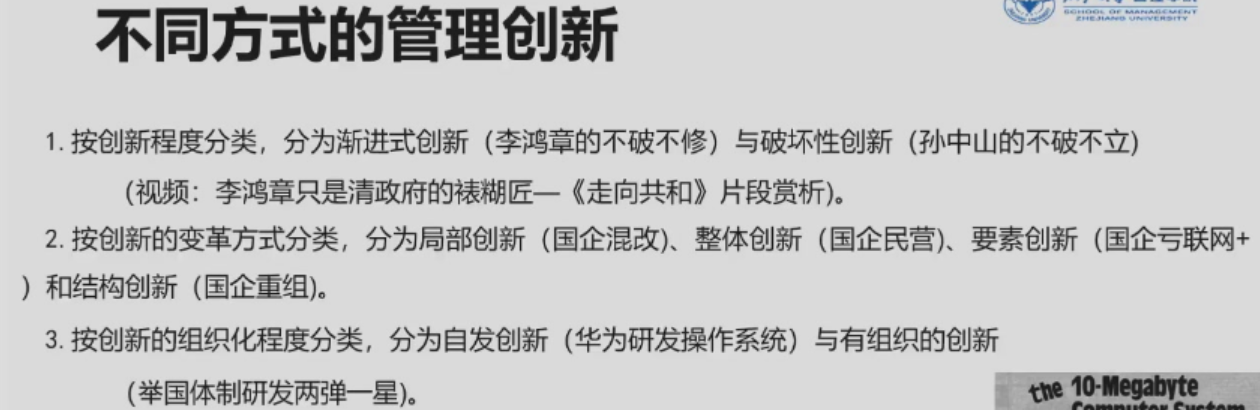 不同方式的管理创新
SCHOOL OF MANAGEMENT
ZHEJIANG UNIVERSITY
1. 按创新程度分类，分为渐进式创新（李鸿章的不破不修）与破坏性创新（孙中山的不破不立)
(视频：李鸿章只是清政府的裱糊匠—《走向共和》片段赏析)。
2. 按创新的变革方式分类，分为局部创新（国企混改)、整体创新（国企民营)、要素创新（国企亏联网+
）和结构创新（国企重组)。
3. 按创新的组织化程度分类，分为自发创新（华为研发操作系统）与有组织的创新
(举国体制研发两弹一星)。
the 10-Megabyte
Computer System